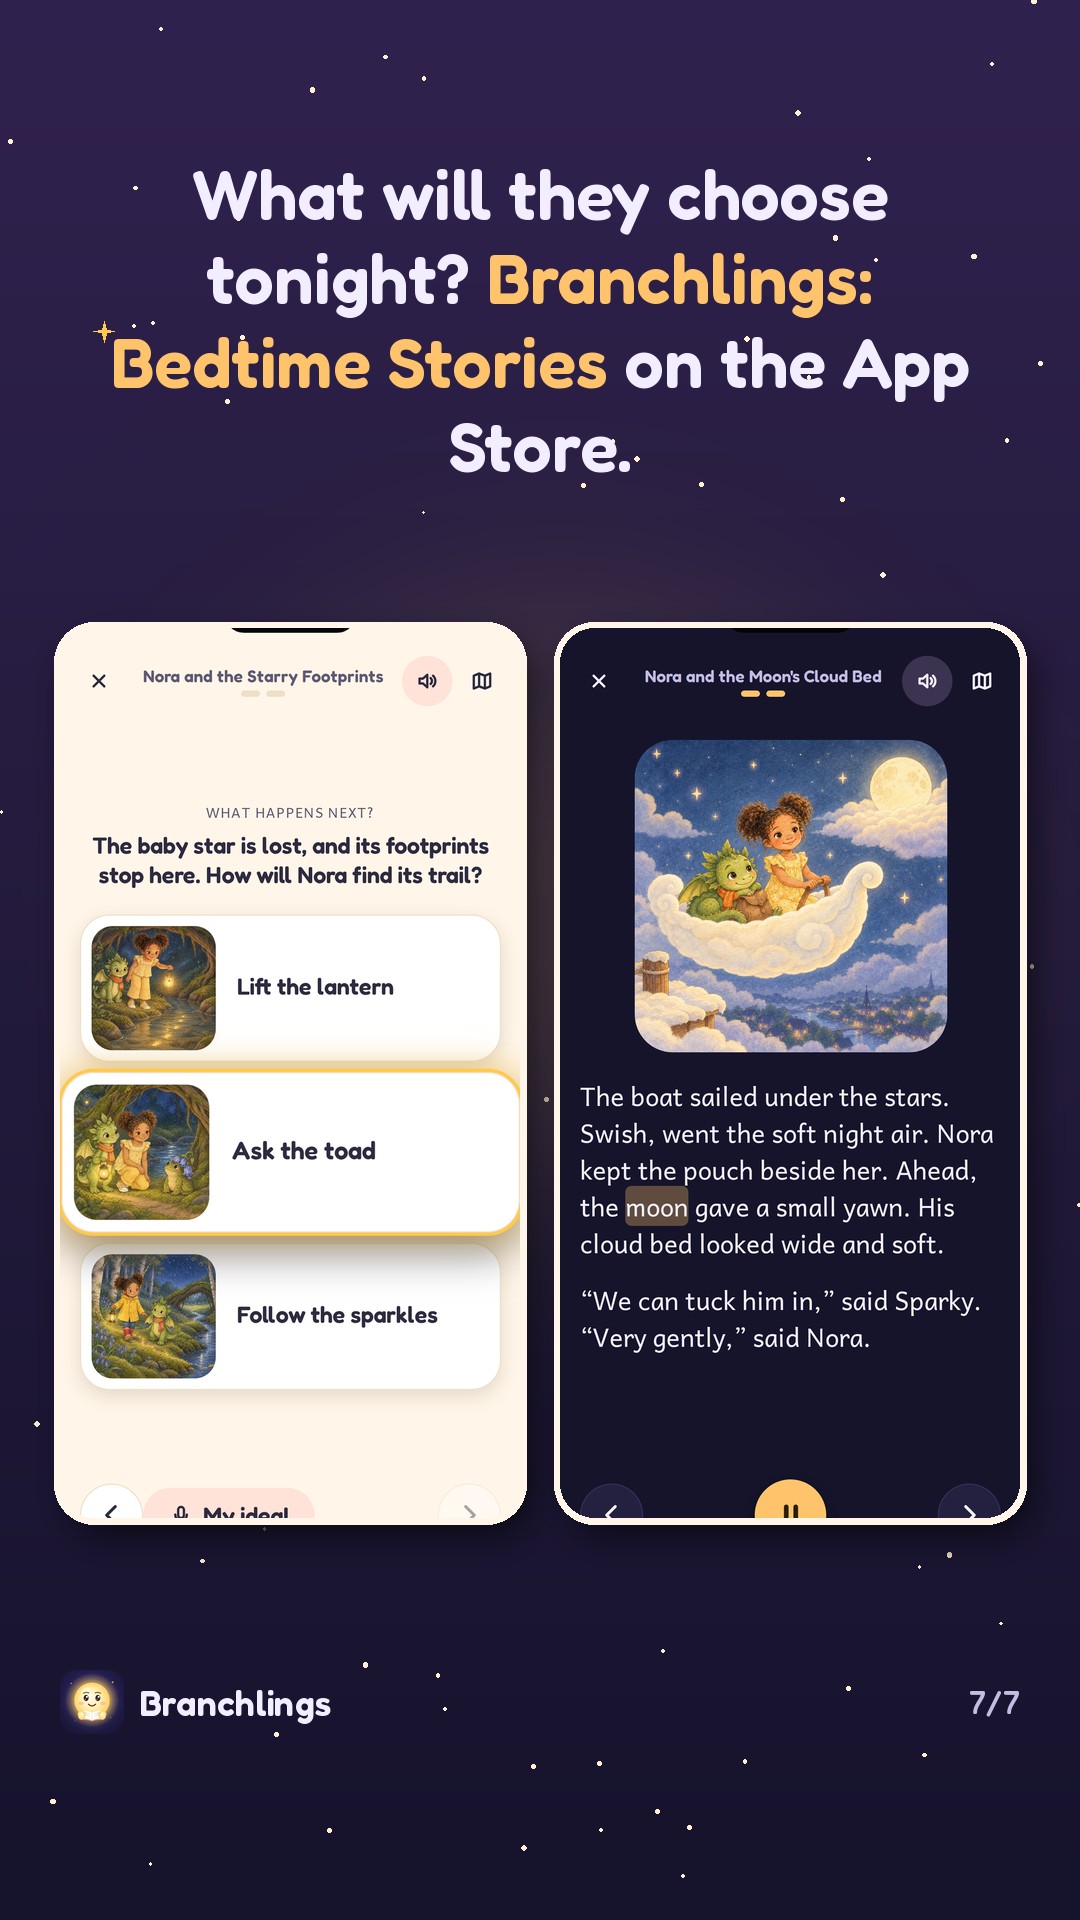 What will they choose
tonight? Branchlings:
Bedtime Stories on the App
Store.
Nora and the Starry Footprints
WHAT HAPPENS NEXT?
The baby star is lost, and its footprints
stop here. How will Nora find its trail?
Lift the lantern
Ask the toad
Follow the sparkles
My idea!
Nora and the Moon's Cloud Bed
The boat sailed under the stars.
Swish, went the soft night air. Nora
kept the pouch beside her. Ahead,
the moon gave a small yawn. His
cloud bed looked wide and soft.
“We can tuck him in,” said Sparky.
“Very gently,” said Nora.
Branchlings
7/7